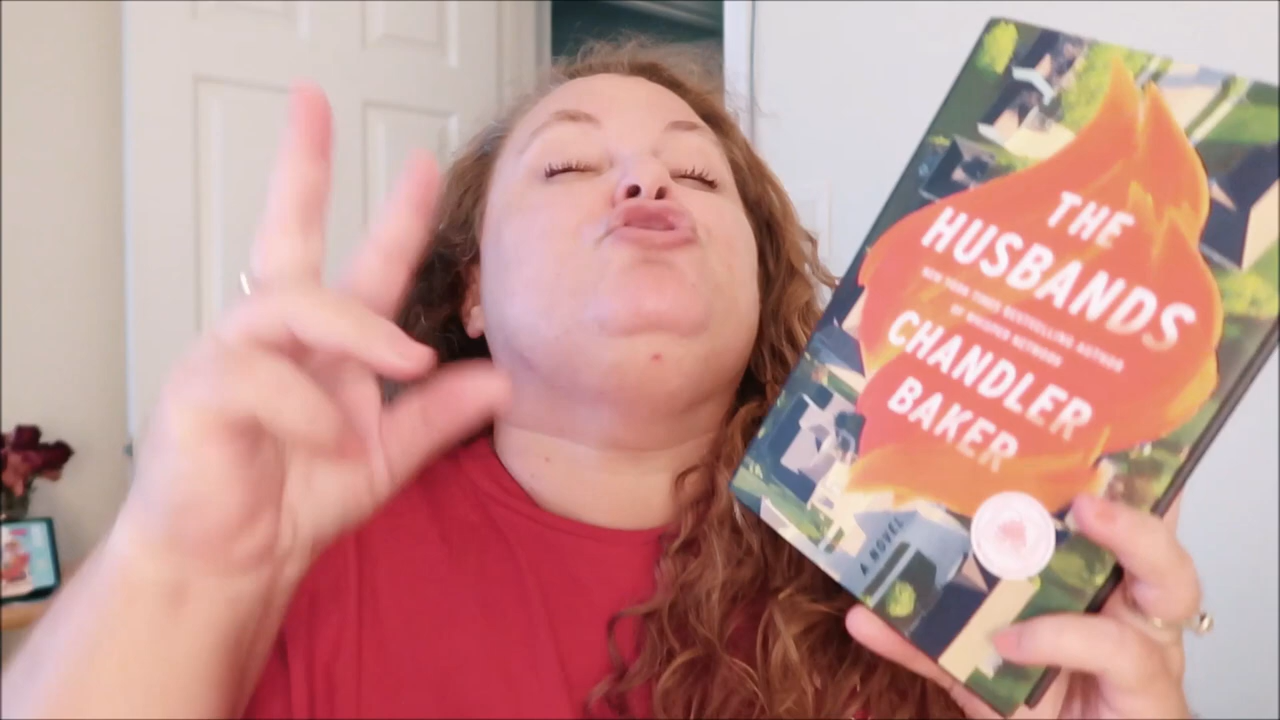 THE
HUSBANDS
NEW YORK TIMES BESTSELLING AUTHOR
OF WHISPER NETWORK
CHANDLER
BAKER
A NOVEL